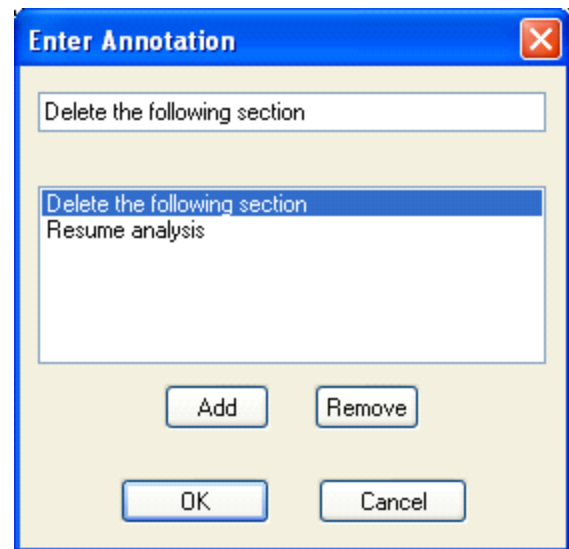 Enter Annotation
Delete the following section
Delete the following section
Resume analysis
Add Remove
OK Cancel